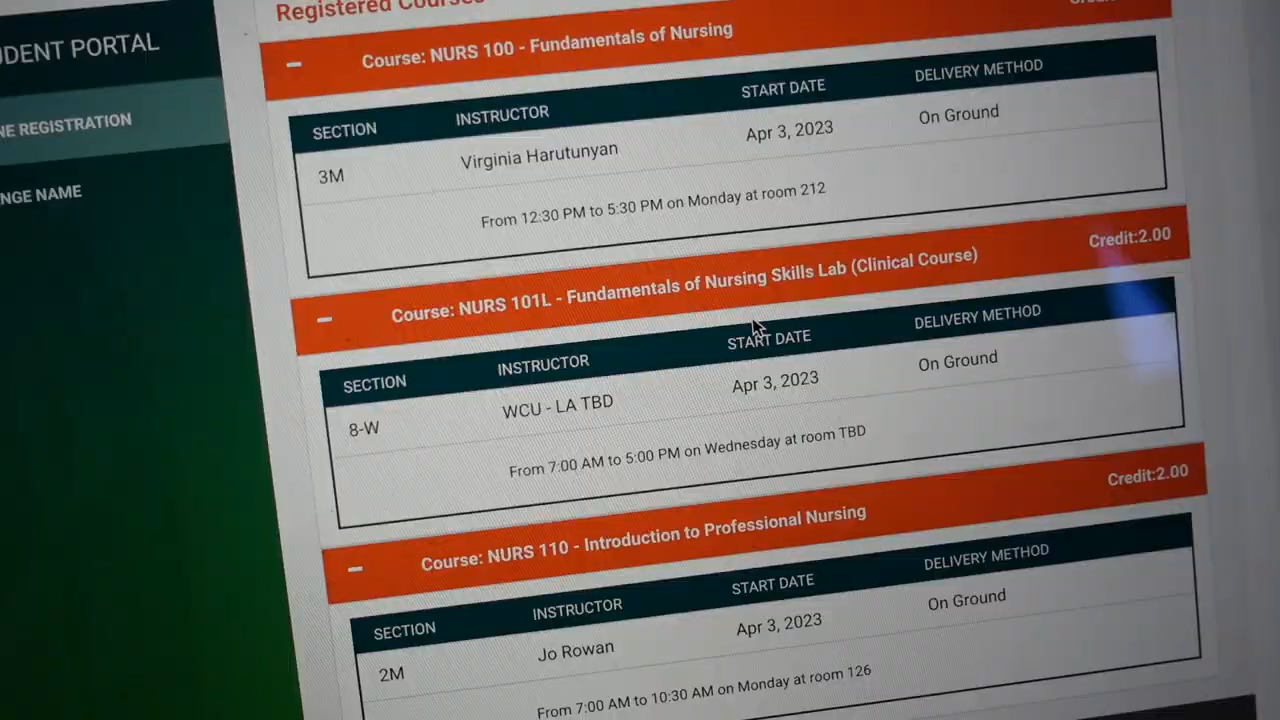 Registered Courses
UDENT PORTAL
NE REGISTRATION
NGE NAME
Course: NURS 100 - Fundamentals of Nursing
SECTION INSTRUCTOR START DATE DELIVERY METHOD
3M Virginia Harutunyan Apr 3, 2023 On Ground
From 12:30 PM to 5:30 PM on Monday at room 212
Course: NURS 101L - Fundamentals of Nursing Skills Lab (Clinical Course) Credit:2.00
SECTION INSTRUCTOR START DATE DELIVERY METHOD
8-W WCU - LA TBD Apr 3, 2023 On Ground
From 7:00 AM to 5:00 PM on Wednesday at room TBD
Course: NURS 110 - Introduction to Professional Nursing Credit:2.00
SECTION INSTRUCTOR START DATE DELIVERY METHOD
2M Jo Rowan Apr 3, 2023 On Ground
From 7:00 AM to 10:30 AM on Monday at room 126